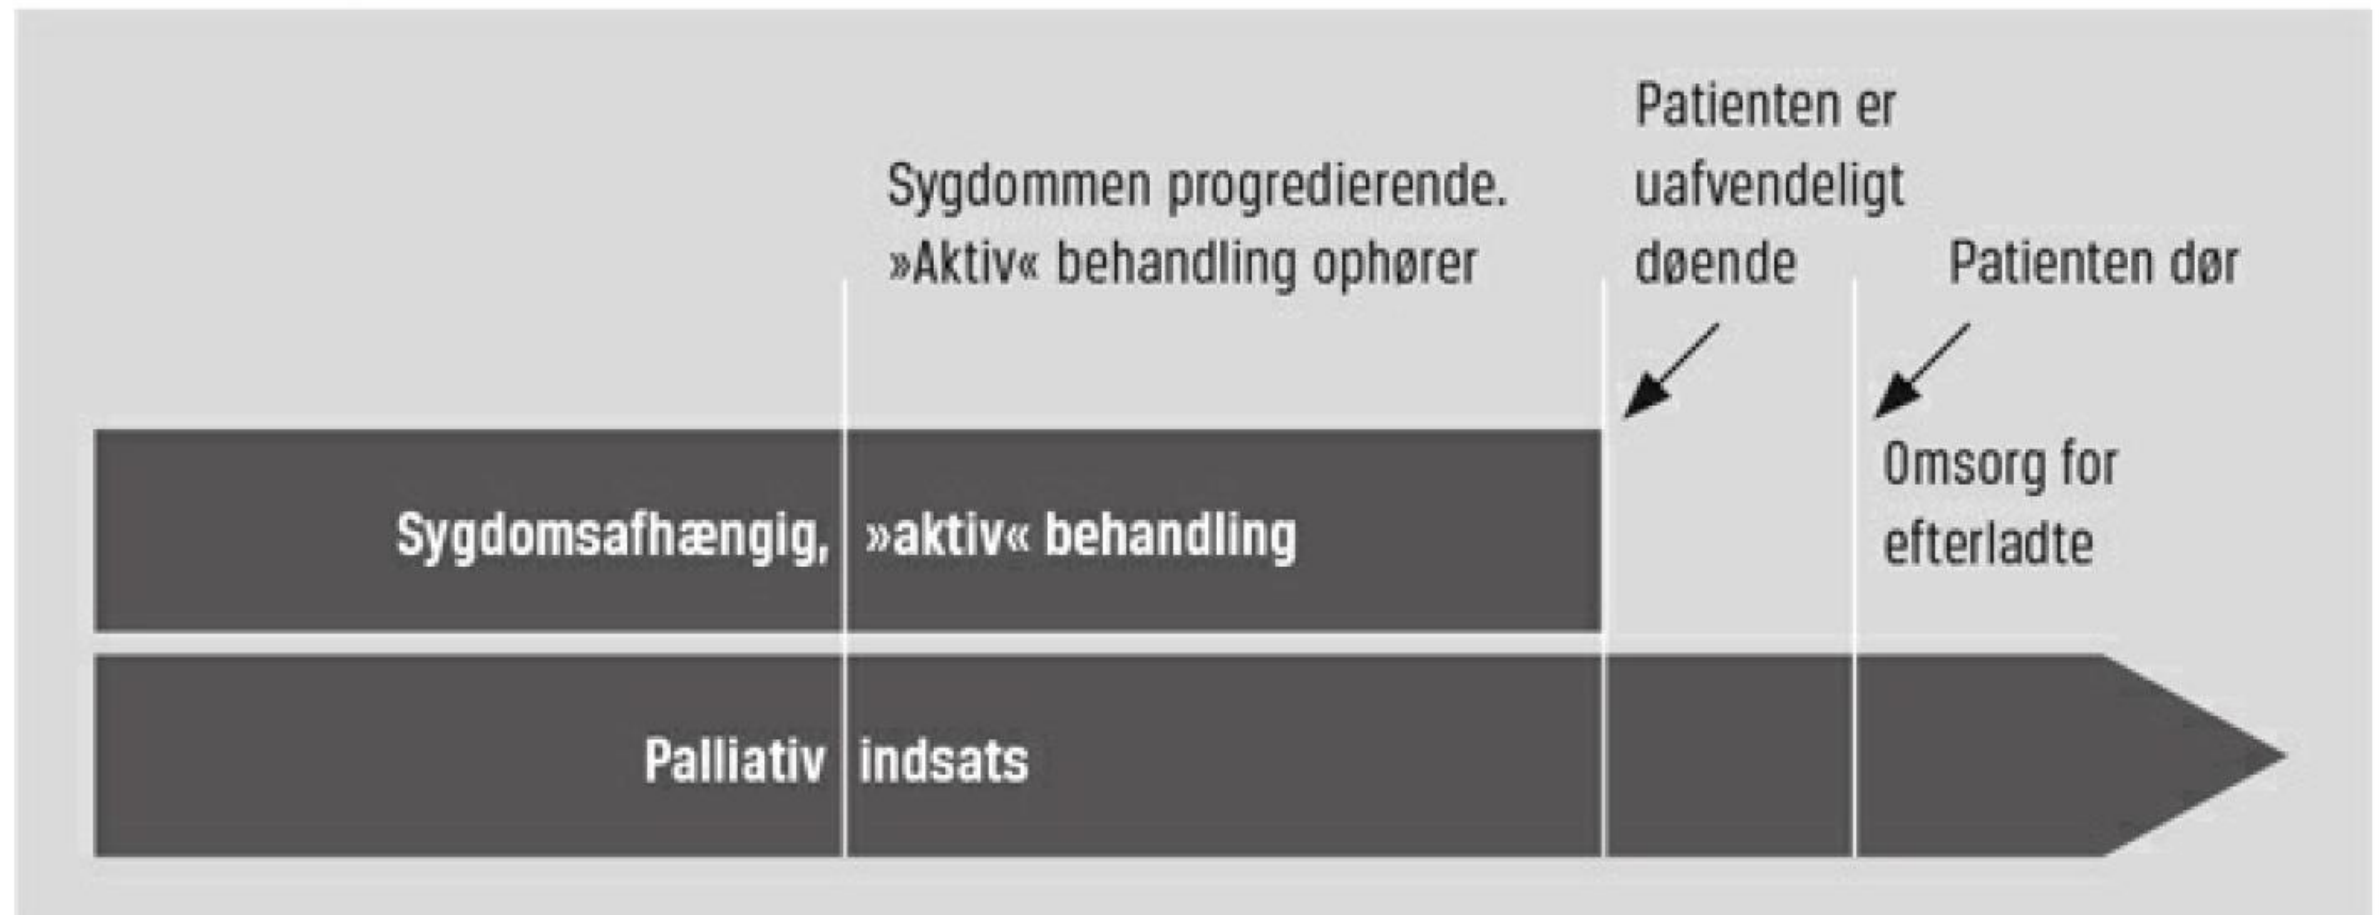 Patienten er
uafvendeligt
døende
Sygdommen progredierende.
»Aktiv« behandling ophører
Patienten dør
Omsorg for
efterladte
Sygdomsafhængig, »aktiv« behandling
Palliativ indsats